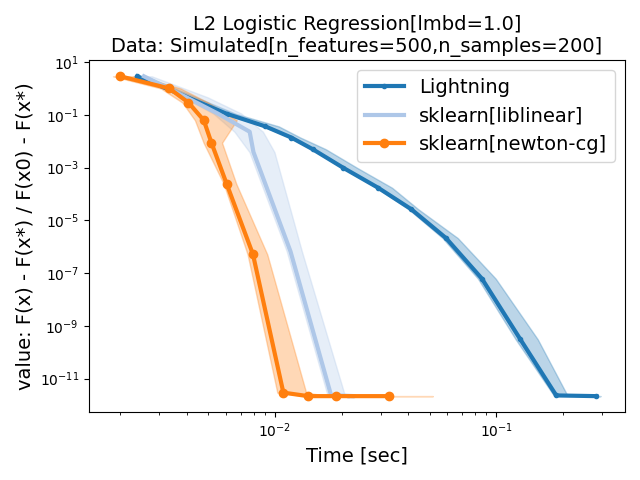 L2 Logistic Regression[lmbd=1.0]
Data: Simulated[n_features=500,n_samples=200]
value: F(x) - F(x*) / F(x0) - F(x*)
10¹
10⁻¹
10⁻³
10⁻⁵
10⁻⁷
10⁻⁹
10⁻¹¹
Lightning
sklearn[liblinear]
sklearn[newton-cg]
10⁻²
10⁻¹
Time [sec]